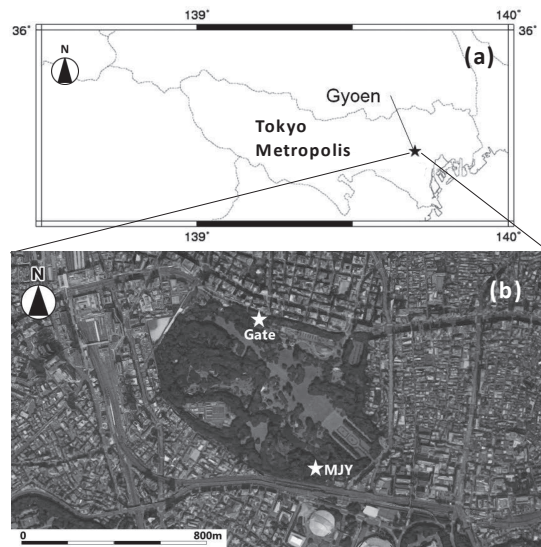 139° 140°
36° 36°
N
(a)
Gyoen
Tokyo
Metropolis
139° 140°
N
(b)
Gate
MJY
0 800m